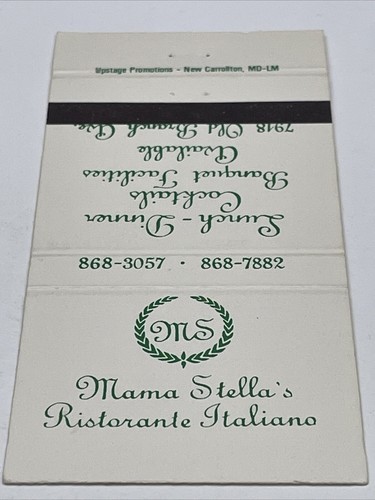 Upstage Promotions - New Carrollton, MD-LM
Lunch - Dinner
Cocktails
Banquet Facilities
Available
7918 Old Branch Ave
868-3057 · 868-7882
MS
Mama Stella's
Ristorante Italiano